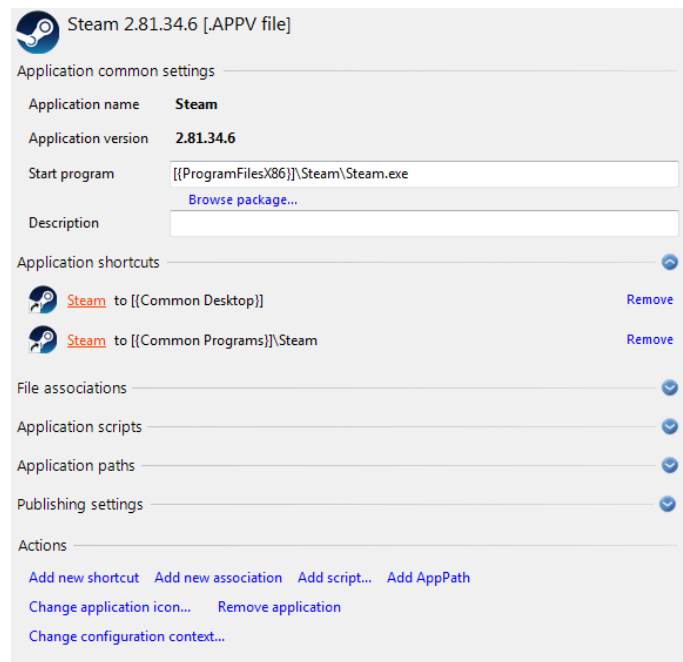 Steam 2.81.34.6 [.APPV file]
Application common settings
Application name Steam
Application version 2.81.34.6
Start program [{ProgramFilesX86}]\Steam\Steam.exe
Browse package...
Description
Application shortcuts
Steam to [{Common Desktop}] Remove
Steam to [{Common Programs}]\Steam Remove
File associations
Application scripts
Application paths
Publishing settings
Actions
Add new shortcut Add new association Add script... Add AppPath
Change application icon... Remove application
Change configuration context...